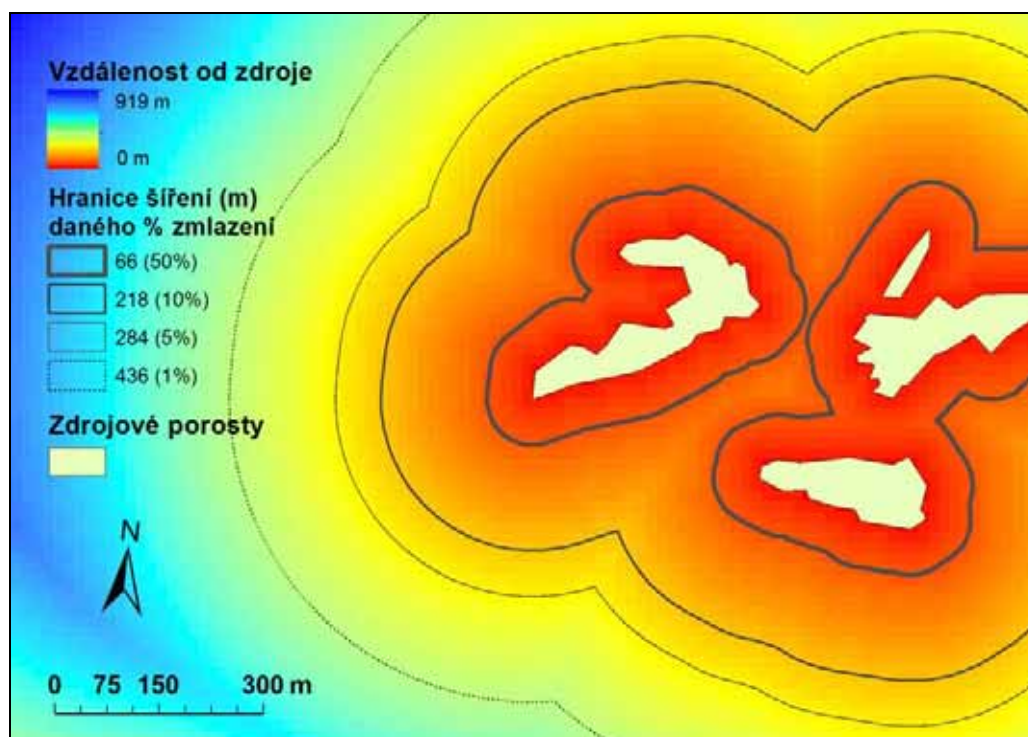 Vzdálenost od zdroje
919 m
0 m
Hranice šíření (m)
daného % zmlazení
66 (50%)
218 (10%)
284 (5%)
436 (1%)
Zdrojové porosty
N
0 75 150 300 m